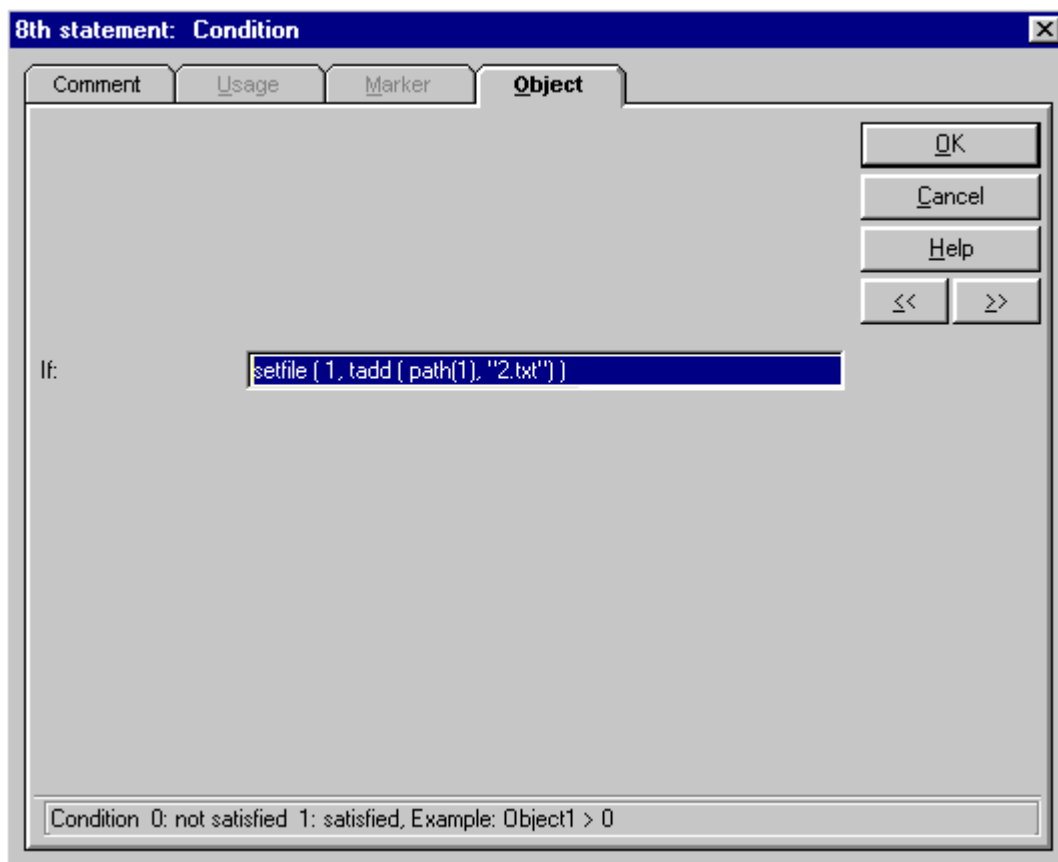 8th statement:  Condition
Comment Usage Marker Object
OK
Cancel
Help
<< >>
If: setfile ( 1, tadd ( path(1), "2.txt") )
Condition  0: not satisfied  1: satisfied, Example: Object1 > 0